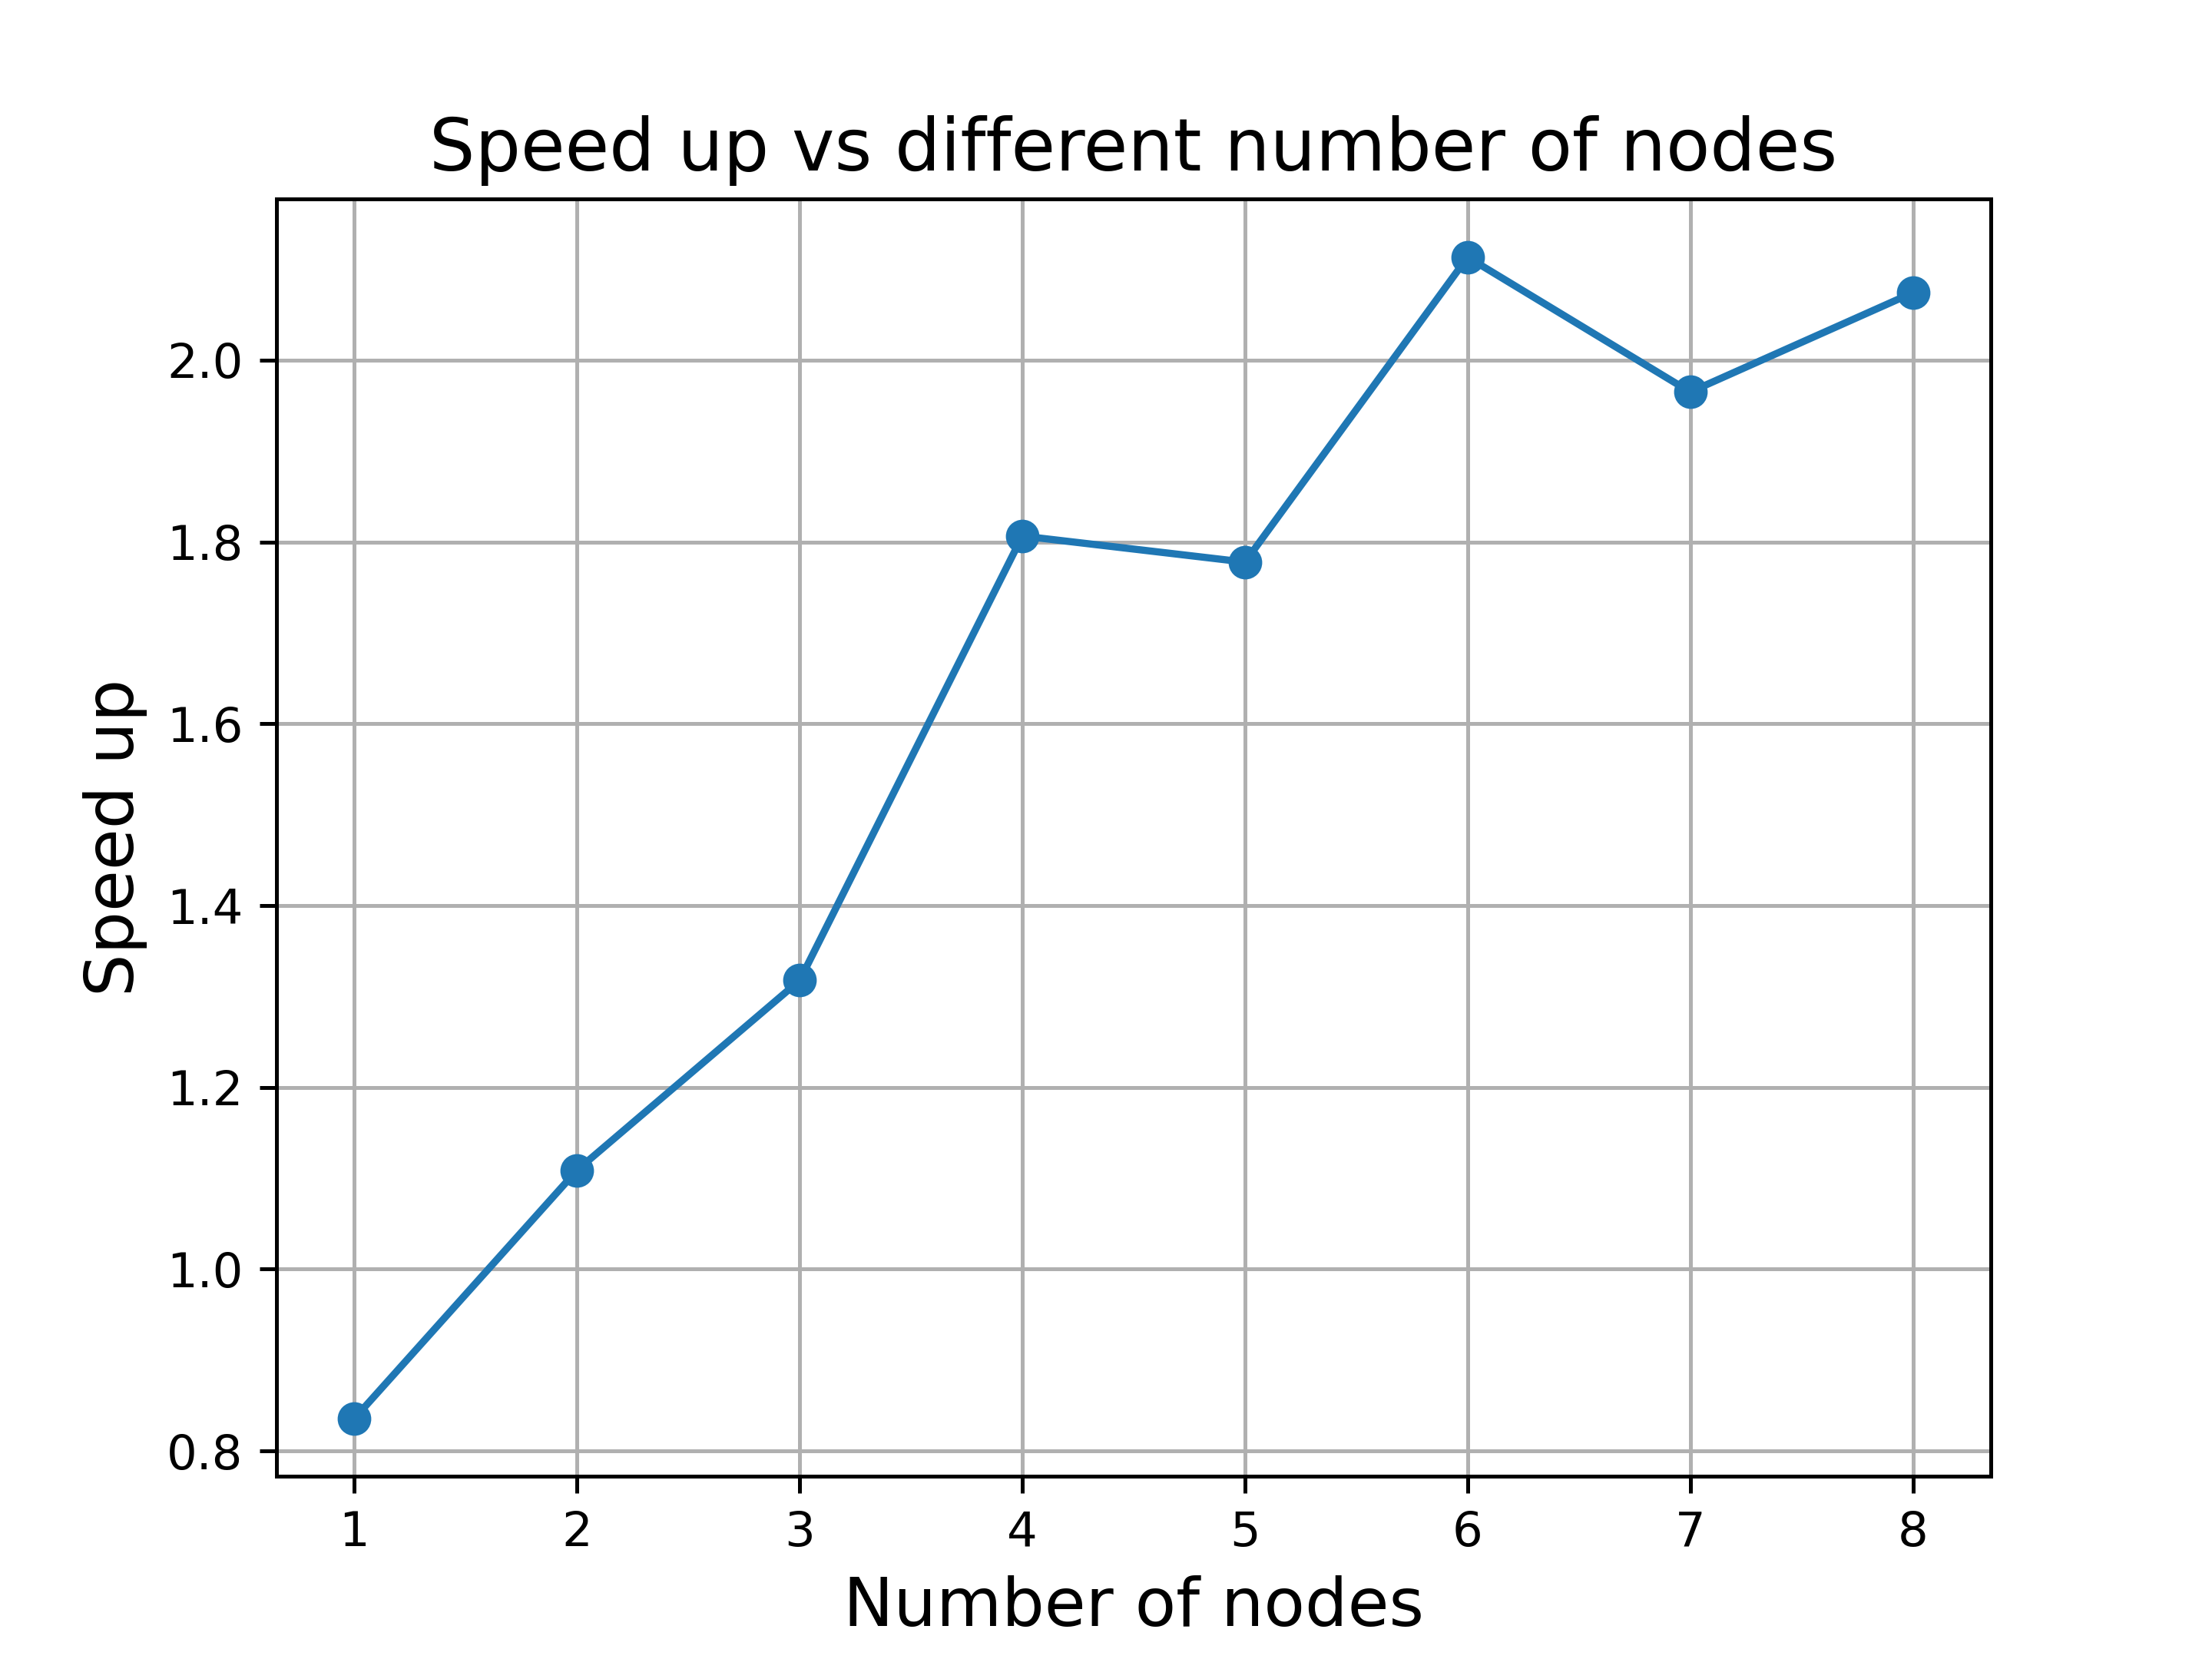 Speed up vs different number of nodes
2.0
1.8
1.6
1.4
1.2
1.0
0.8
Speed up
1 2 3 4 5 6 7 8
Number of nodes